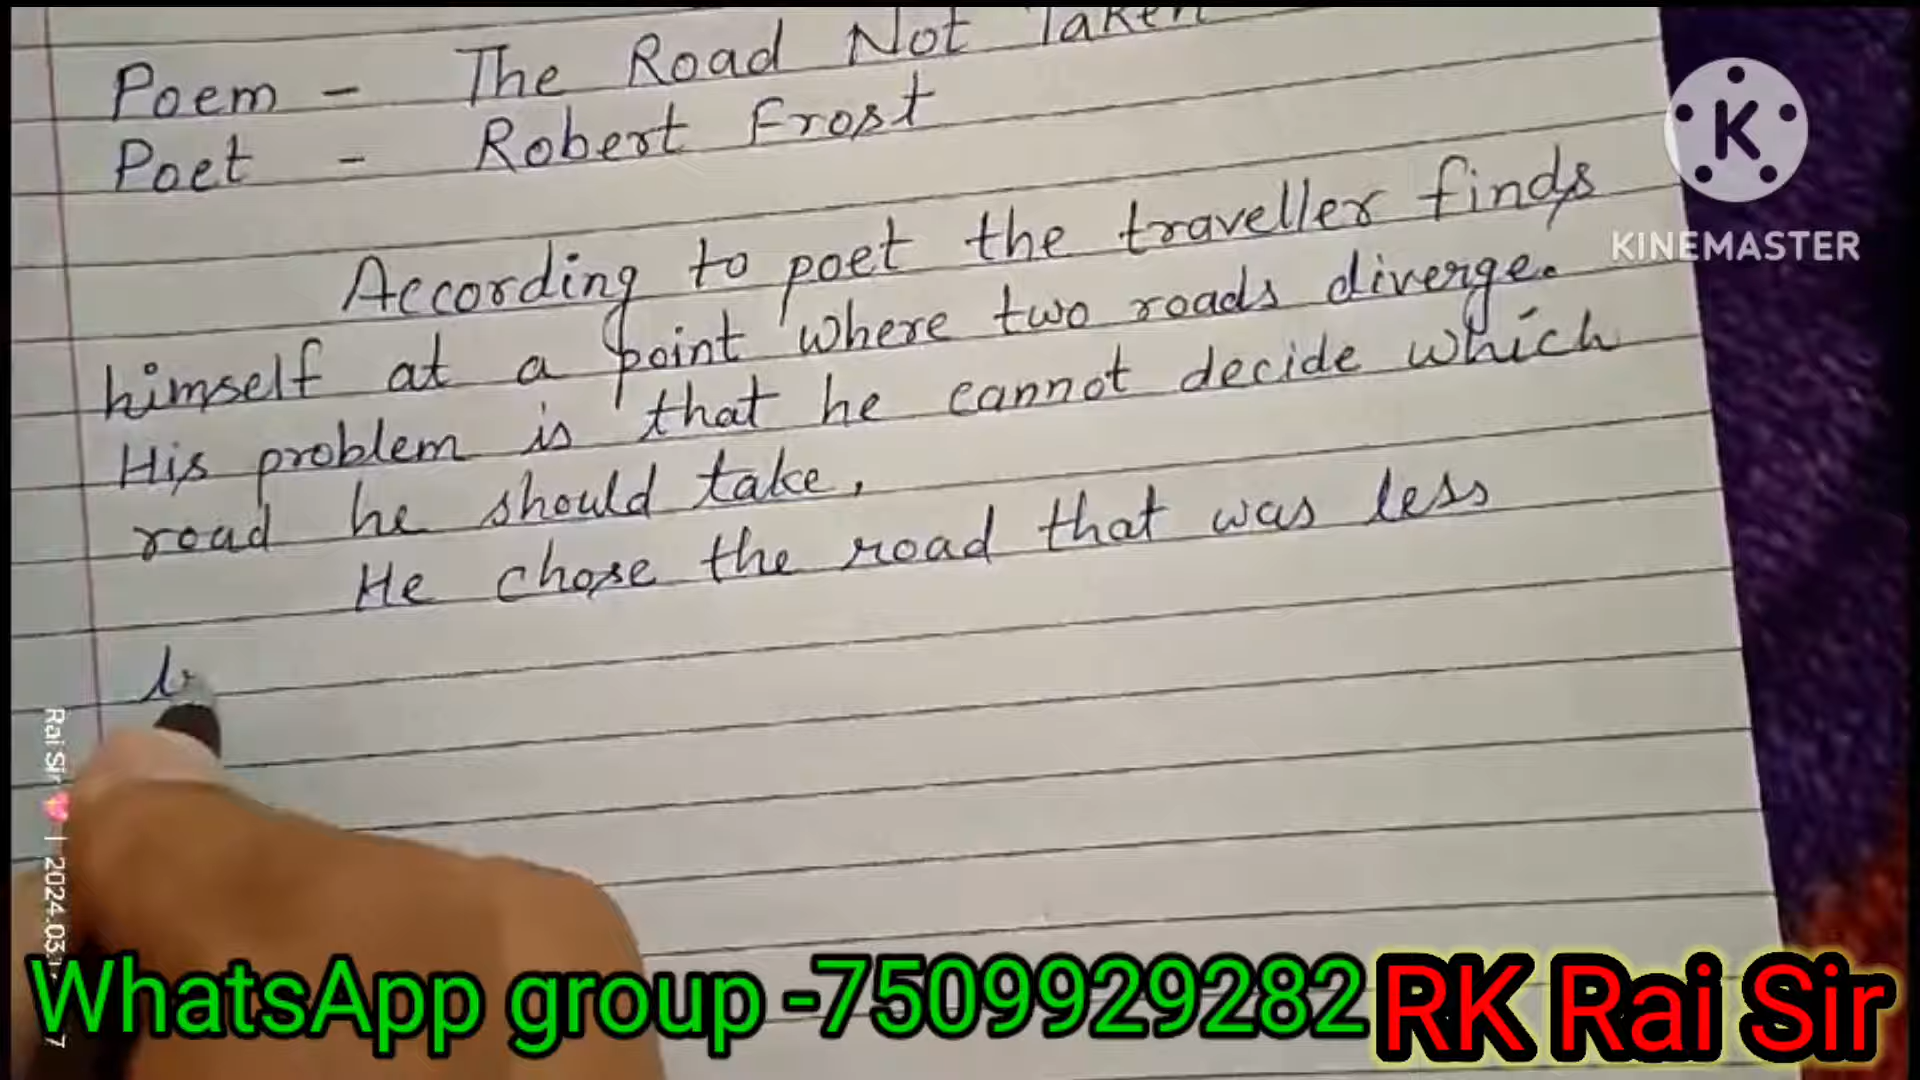 Poem - The Road Not Taken
Poet - Robert Frost
According to poet the traveller finds
himself at a point where two roads diverge.
His problem is that he cannot decide which
road he should take.
He chose the road that was less
K
KINEMASTER
Rai Sir
WhatsApp group -7509929282 RK Rai Sir